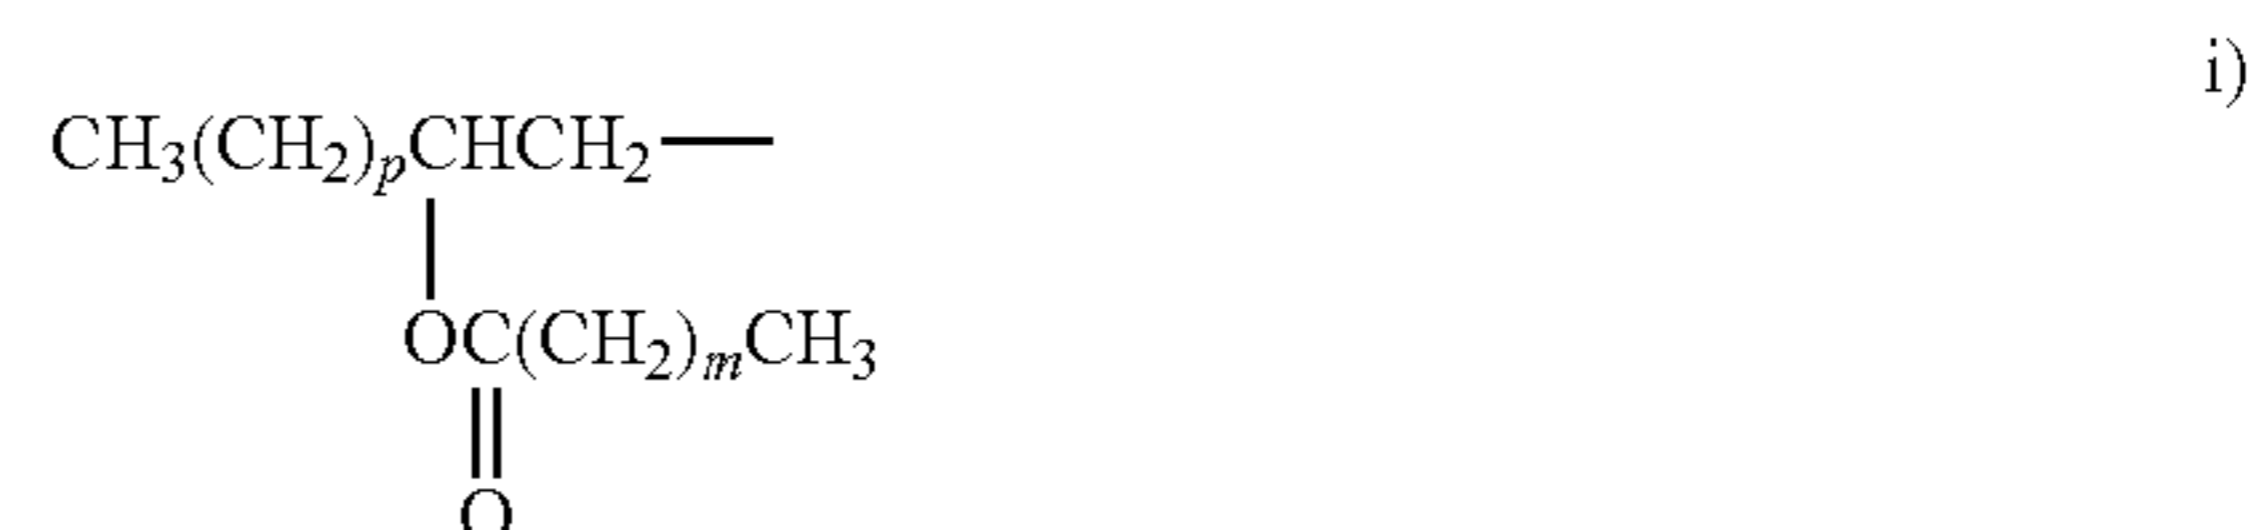 i)
CH₃(CH₂)ₚCHCH₂—
OC(CH₂)ₘCH₃
O